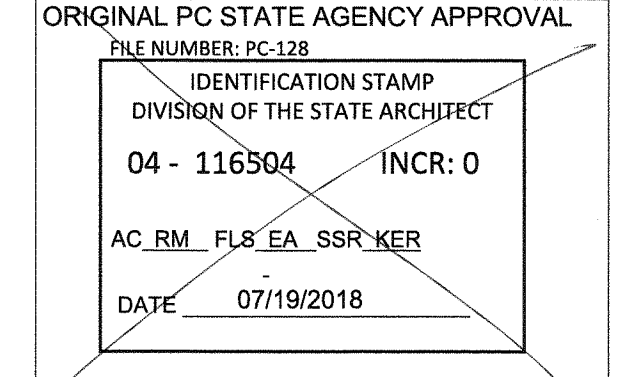 ORIGINAL PC STATE AGENCY APPROVAL
FILE NUMBER: PC-128
IDENTIFICATION STAMP
DIVISION OF THE STATE ARCHITECT
04 - 116504 INCR: 0
AC RM FLS EA SSR KER
-
DATE 07/19/2018